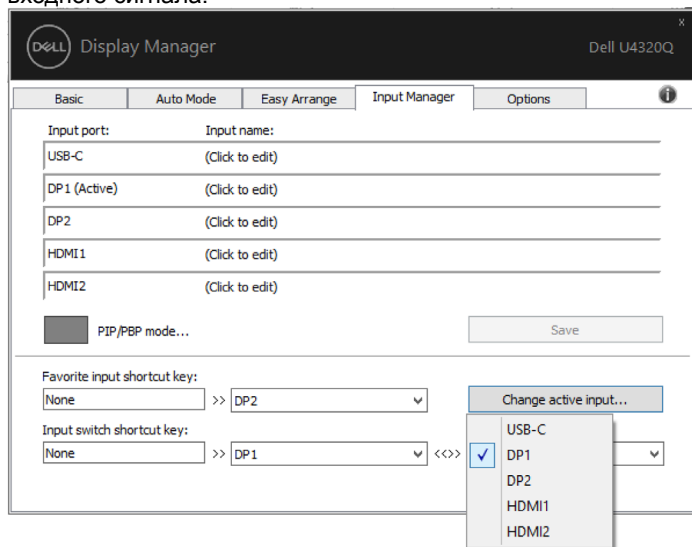 входного сигнала.
x
DELL Display Manager Dell U4320Q
Basic Auto Mode Easy Arrange Input Manager Options
Input port: Input name:
USB-C (Click to edit)
DP1 (Active) (Click to edit)
DP2 (Click to edit)
HDMI1 (Click to edit)
HDMI2 (Click to edit)
PIP/PBP mode... Save
Favorite input shortcut key:
None >> DP2 Change active input...
Input switch shortcut key:
None >> DP1 <<>>
USB-C
DP1
DP2
HDMI1
HDMI2